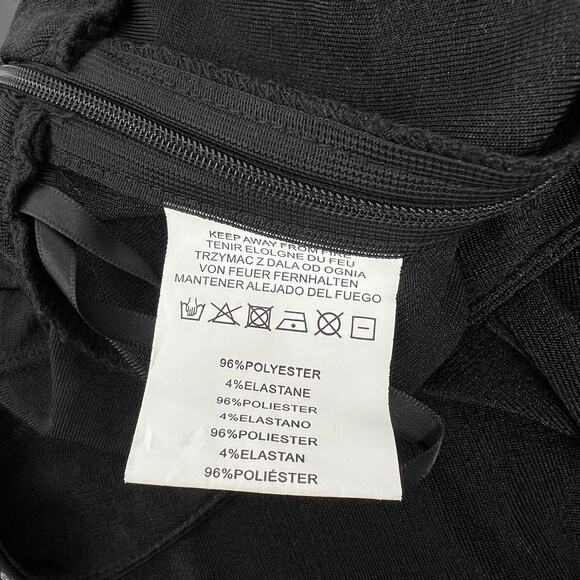 KEEP AWAY FROM FIRE
TENIR ELOLGNE DU FEU
TRZYMAC Z DALA OD OGNIA
VON FEUER FERNHALTEN
MANTENER ALEJADO DEL FUEGO
96%POLYESTER
4%ELASTANE
96%POLIESTER
4%ELASTANO
96%POLIESTER
4%ELASTAN
96%POLIÉSTER